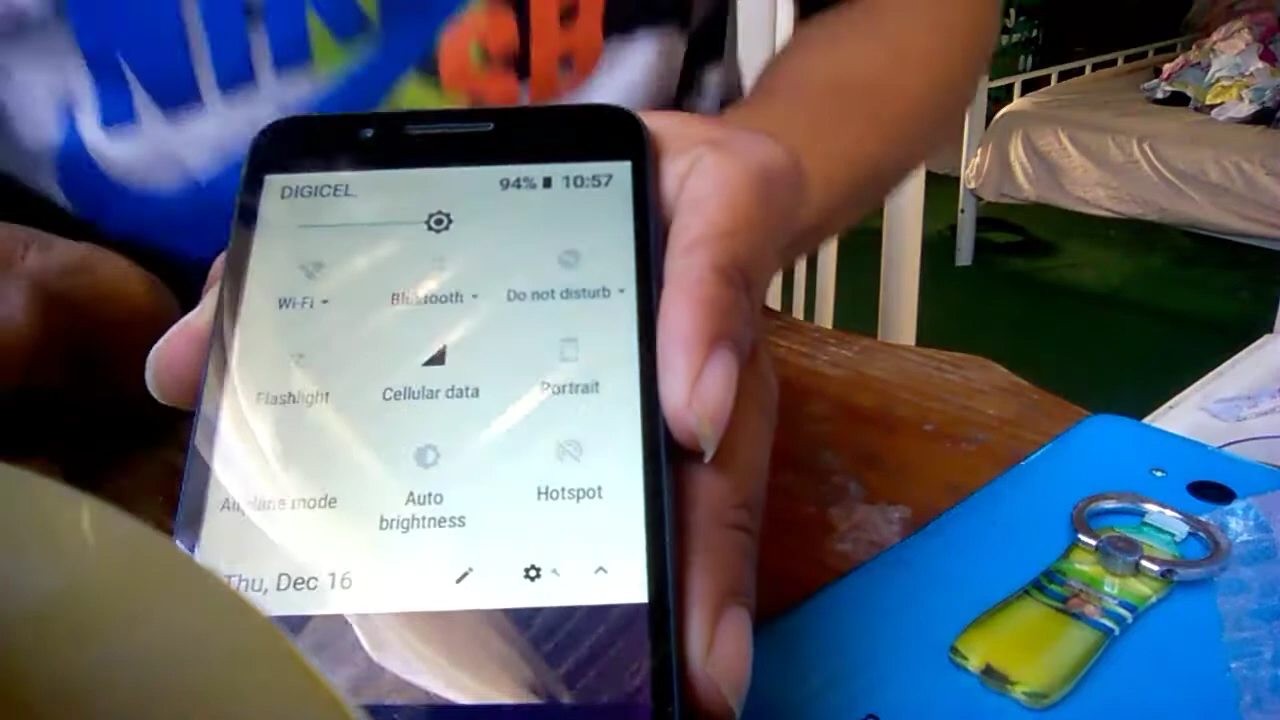 DIGICEL
94% 10:57
Wi-Fi Bluetooth Do not disturb
Flashlight Cellular data Portrait
Airplane mode Auto brightness Hotspot
Thu, Dec 16